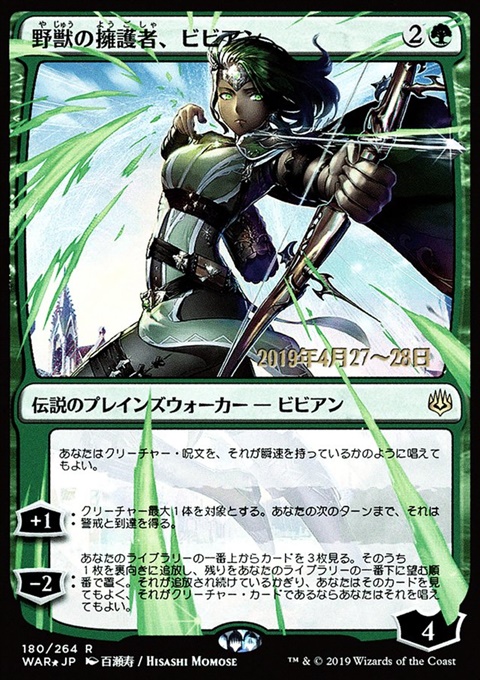 野獣の擁護者、ビビアン
やじゅう ようごしゃ
2
2019年4月27~28日
伝説のプレインズウォーカー ― ビビアン
あなたはクリーチャー・呪文を、それが瞬速を持っているかのように唱えて
もよい。
+1:クリーチャー最大1体を対象とする。あなたの次のターンまで、それは
警戒と到達を得る。
-2:あなたのライブラリーの一番上からカードを3枚見る。そのうち
1枚を裏向きに追放し、残りをあなたのライブラリーの一番下に望む順
番で置く。それが追放され続けているかぎり、あなたはそのカードを見
てもよく、それがクリーチャー・カードであるならあなたはそれを唱え
てもよい。
4
180/264 R
WAR★JP 百瀬寿/HISASHI MOMOSE
™ & © 2019 Wizards of the Coast